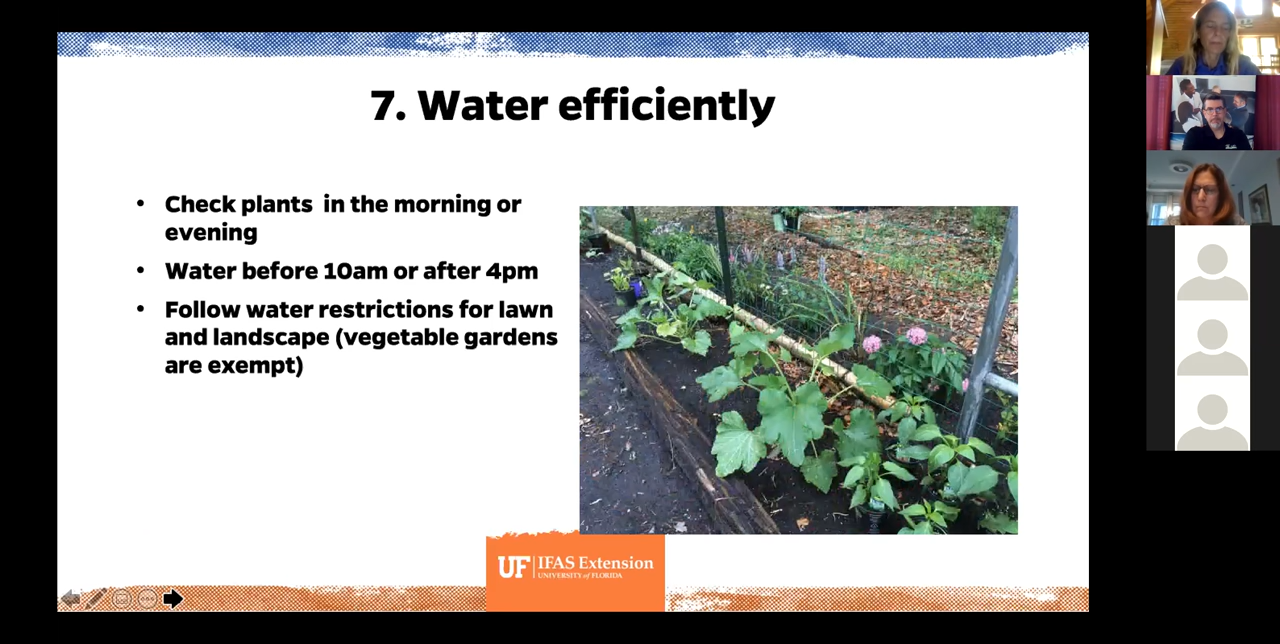 7. Water efficiently
• Check plants in the morning or
evening
• Water before 10am or after 4pm
• Follow water restrictions for lawn
and landscape (vegetable gardens
are exempt)
UF IFAS Extension
UNIVERSITY of FLORIDA